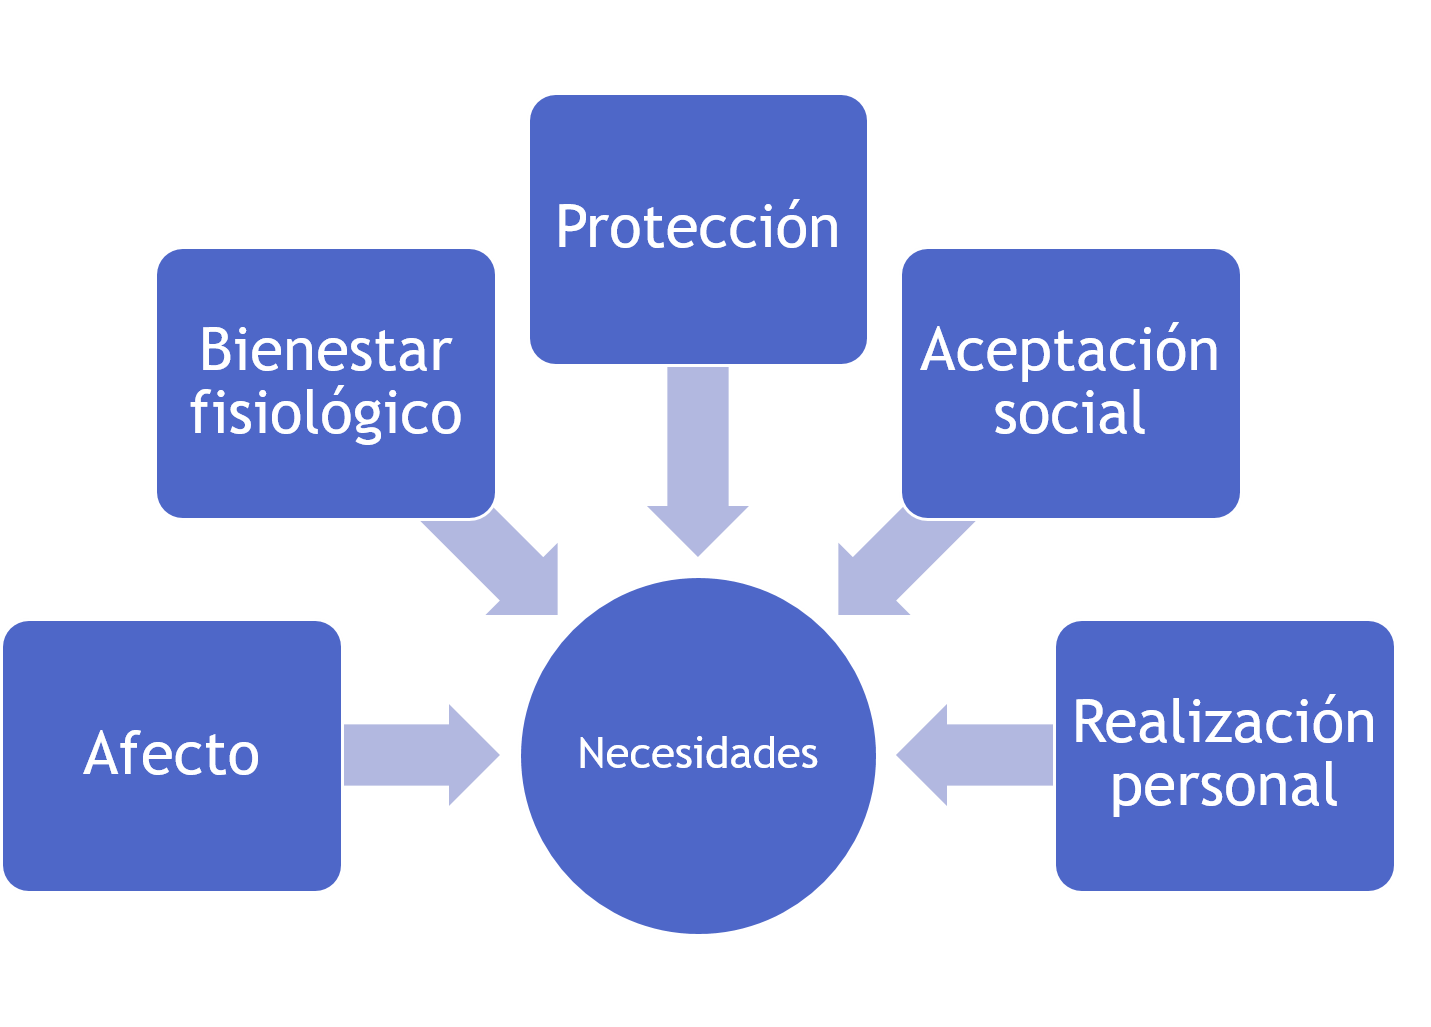 Protección
Bienestar
fisiológico
Aceptación
social
Afecto
Necesidades
Realización
personal